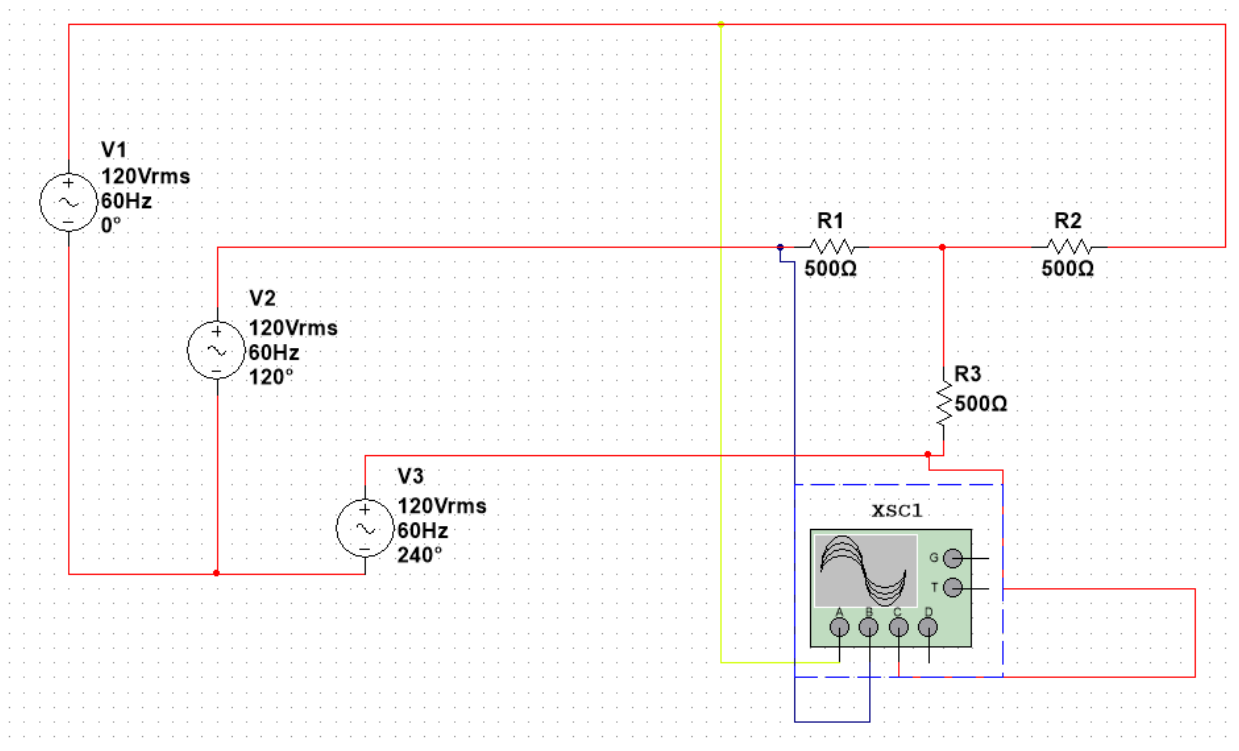 V1
120Vrms
60Hz
0°
R1
500Ω
R2
500Ω
V2
120Vrms
60Hz
120°
R3
500Ω
V3
120Vrms
60Hz
240°
XSC1
G
T
A B C D